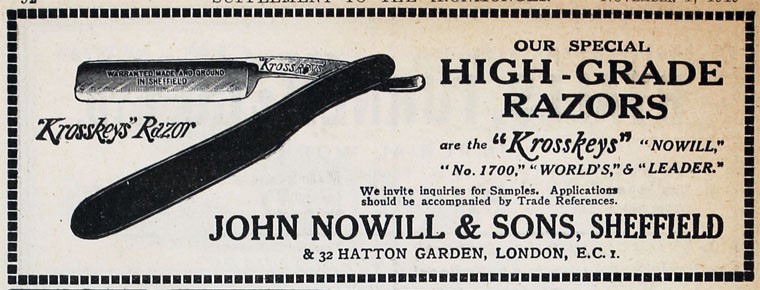 SUPPLEMENT TO THE IRONMONGER.
WARRANTED MADE AND GROUND
IN SHEFFIELD
"Krosskeys"
"Krosskeys" Razor
OUR SPECIAL
HIGH-GRADE
RAZORS
are the "Krosskeys" "NOWILL,"
"No. 1700," "WORLD'S," & "LEADER."
We invite inquiries for Samples. Applications
should be accompanied by Trade References.
JOHN NOWILL & SONS, SHEFFIELD
& 32 HATTON GARDEN, LONDON, E.C. 1.